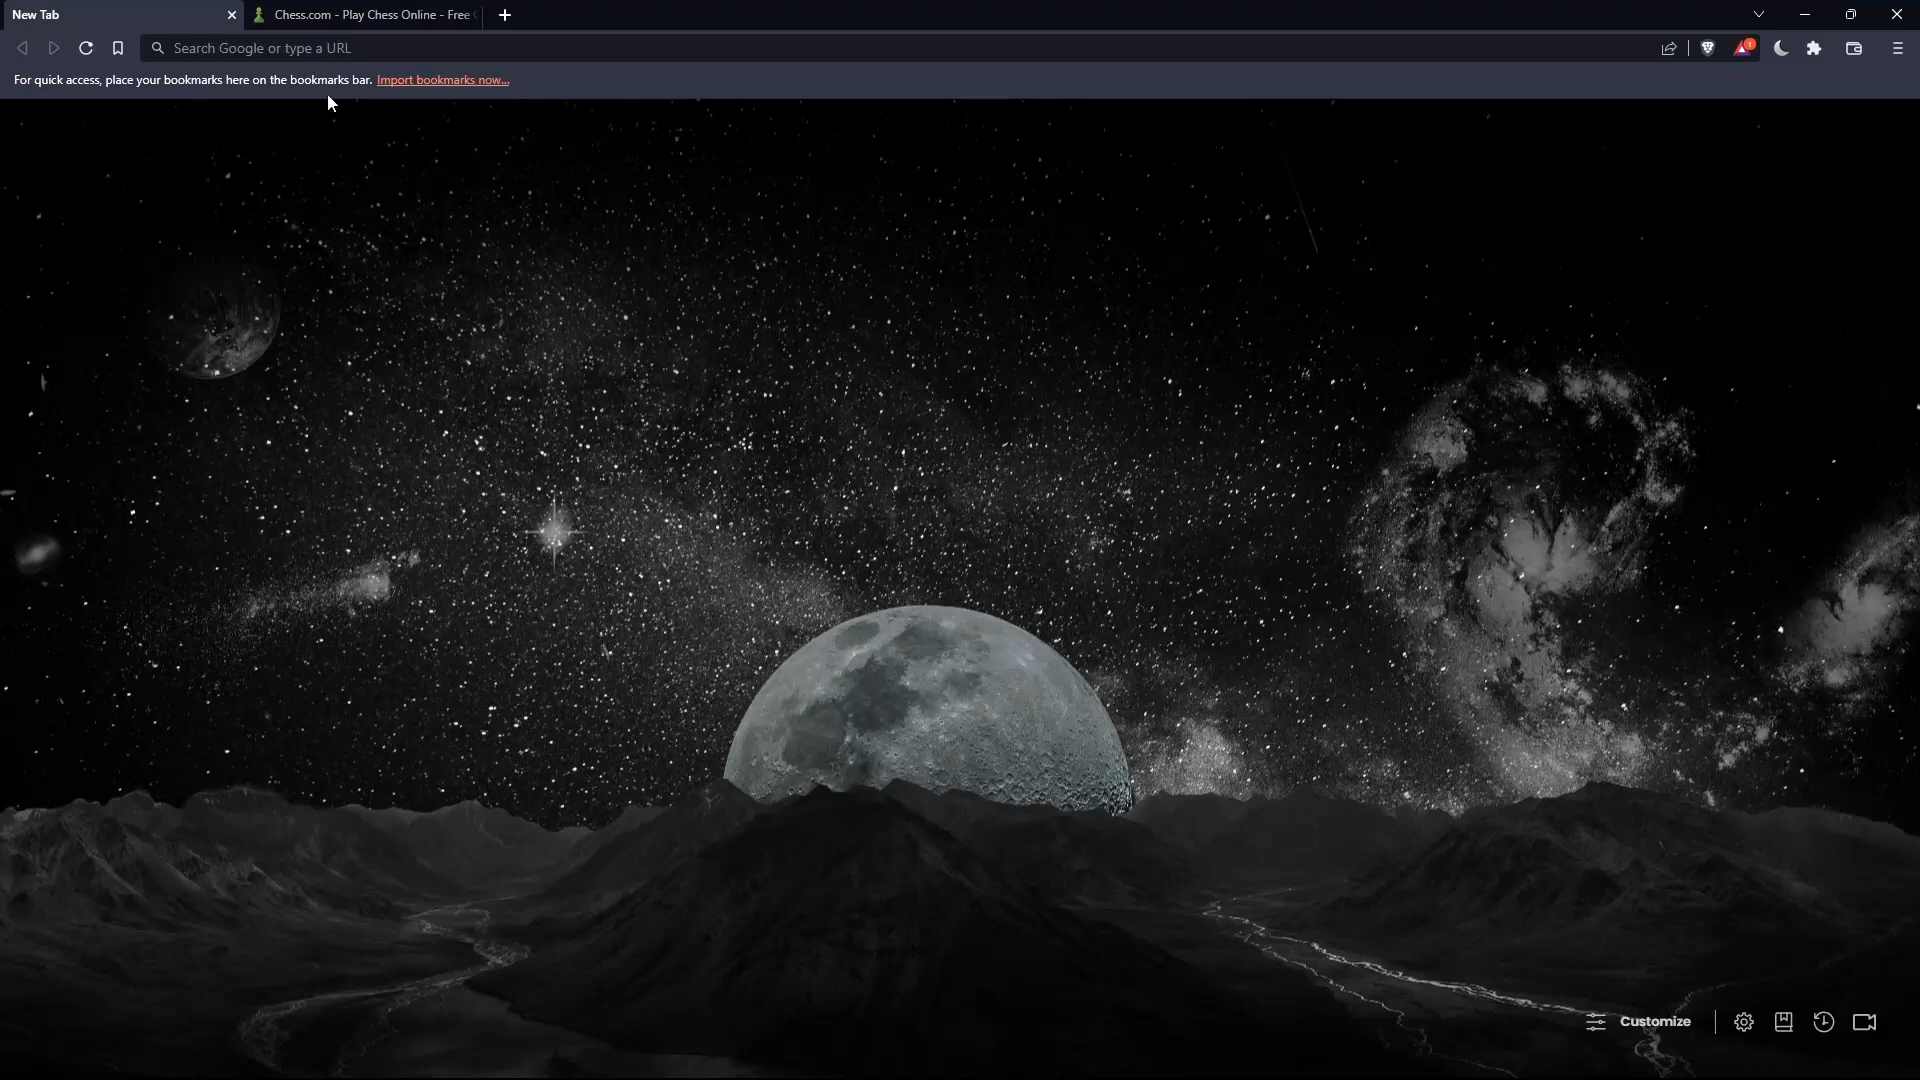 New Tab
Chess.com - Play Chess Online - Free
Search Google or type a URL
1
For quick access, place your bookmarks here on the bookmarks bar. Import bookmarks now...
Customize